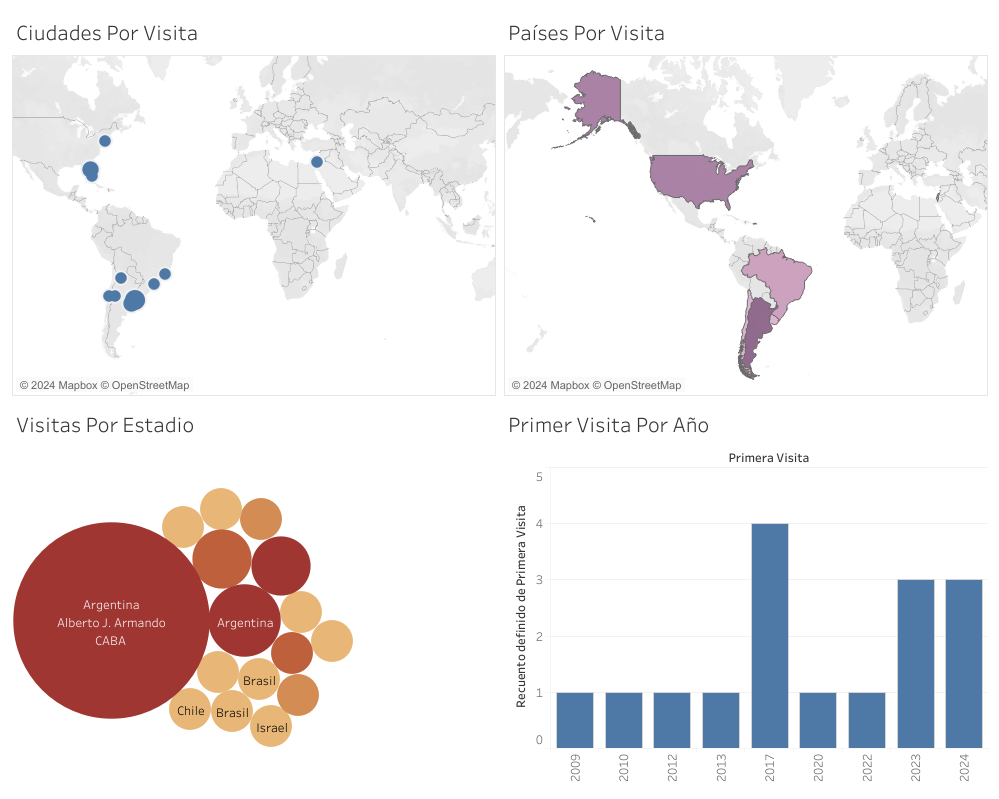 Ciudades Por Visita
Países Por Visita
© 2024 Mapbox © OpenStreetMap
© 2024 Mapbox © OpenStreetMap
Visitas Por Estadio
Argentina
Alberto J. Armando
CABA
Argentina
Brasil
Chile
Brasil
Israel
Primer Visita Por Año
Primera Visita
Recuento definido de Primera Visita
5
4
3
2
1
0
2009
2010
2012
2013
2017
2020
2022
2023
2024